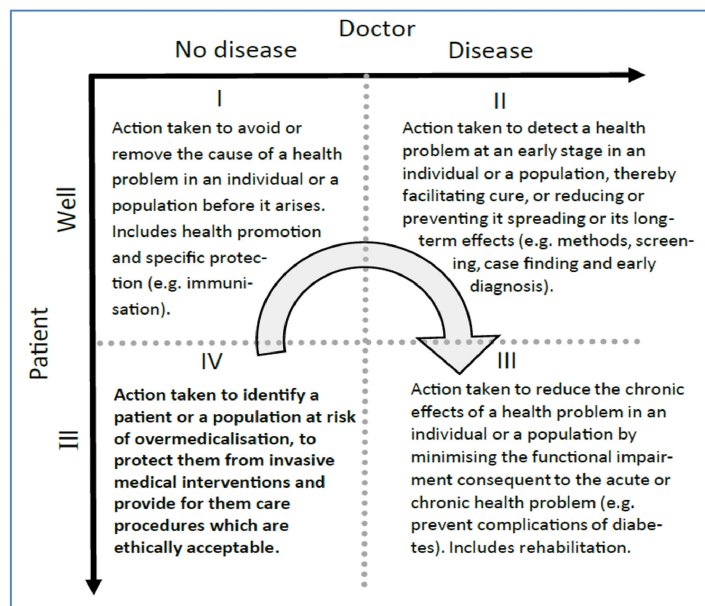 Doctor
No disease
Disease
Patient
Well
Ill
I
Action taken to avoid or
remove the cause of a health
problem in an individual or a
population before it arises.
Includes health promotion
and specific protec-
tion (e.g. immuni-
sation).
II
Action taken to detect a health
problem at an early stage in an
individual or a population, thereby
facilitating cure, or reducing or
preventing it spreading or its long-
term effects (e.g. methods, screen-
ing, case finding and early
diagnosis).
IV
Action taken to identify a
patient or a population at risk
of overmedicalisation, to
protect them from invasive
medical interventions and
provide for them care
procedures which are
ethically acceptable.
III
Action taken to reduce the chronic
effects of a health problem in an
individual or a population by
minimising the functional impair-
ment consequent to the acute or
chronic health problem (e.g.
prevent complications of diabe-
tes). Includes rehabilitation.